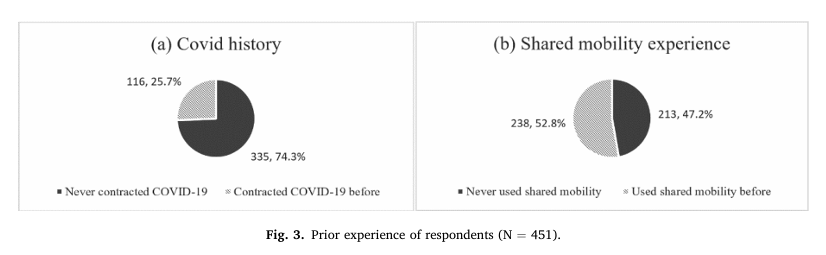 (a) Covid history
116, 25.7%
335, 74.3%
Never contracted COVID-19
Contracted COVID-19 before
(b) Shared mobility experience
238, 52.8%
213, 47.2%
Never used shared mobility
Used shared mobility before
Fig. 3. Prior experience of respondents (N = 451).